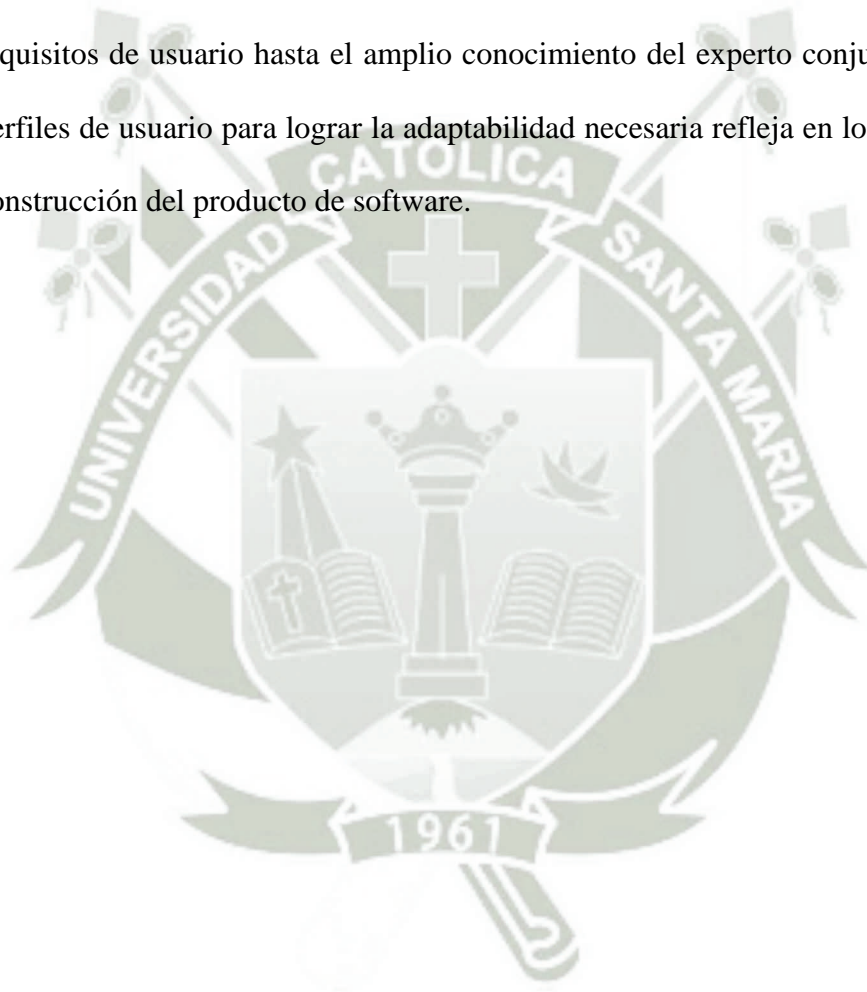 quisitos de usuario hasta el amplio conocimiento del experto conju
erfiles de usuario para lograr la adaptabilidad necesaria refleja en lo
onstrucción del producto de software.
UNIVERSIDAD CATOLICA SANTA MARIA
1961